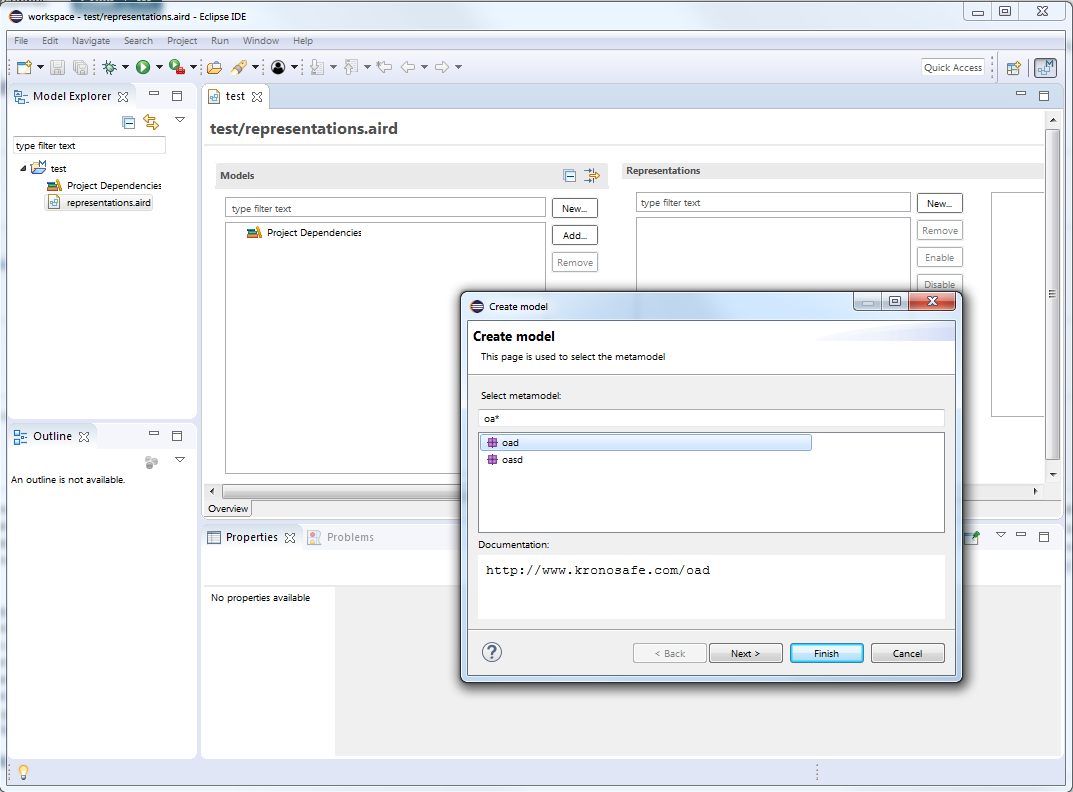 workspace - test/representations.aird - Eclipse IDE
File Edit Navigate Search Project Run Window Help
Quick Access
Model Explorer
type filter text
test
Project Dependencies
representations.aird
Outline
An outline is not available.
test
test/representations.aird
Models
type filter text
Project Dependencies
New...
Add...
Remove
Representations
type filter text
New...
Remove
Enable
Disable
Overview
Properties
Problems
No properties available
Create model
Create model
This page is used to select the metamodel
Select metamodel:
oa*
oad
oasd
Documentation:
http://www.kronosafe.com/oad
?
< Back
Next >
Finish
Cancel